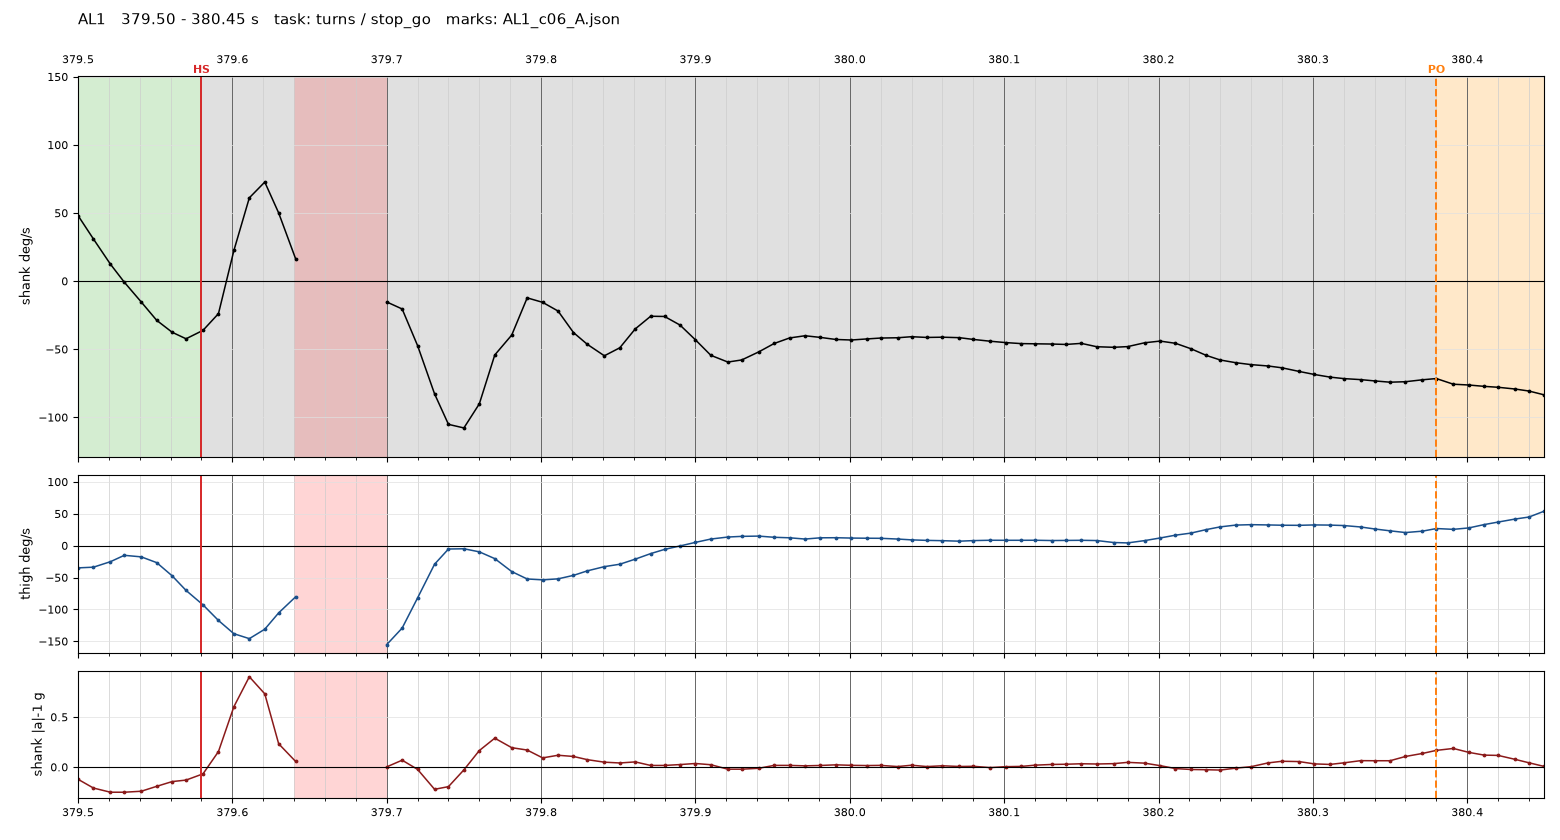 AL1   379.50 - 380.45 s   task: turns / stop_go   marks: AL1_c06_A.json
379.5 379.6 379.7 379.8 379.9 380.0 380.1 380.2 380.3 380.4
HS PO
150
100
50
0
−50
−100
shank deg/s
100
50
0
−50
−100
−150
thigh deg/s
0.5
0.0
shank |a|-1 g
379.5 379.6 379.7 379.8 379.9 380.0 380.1 380.2 380.3 380.4